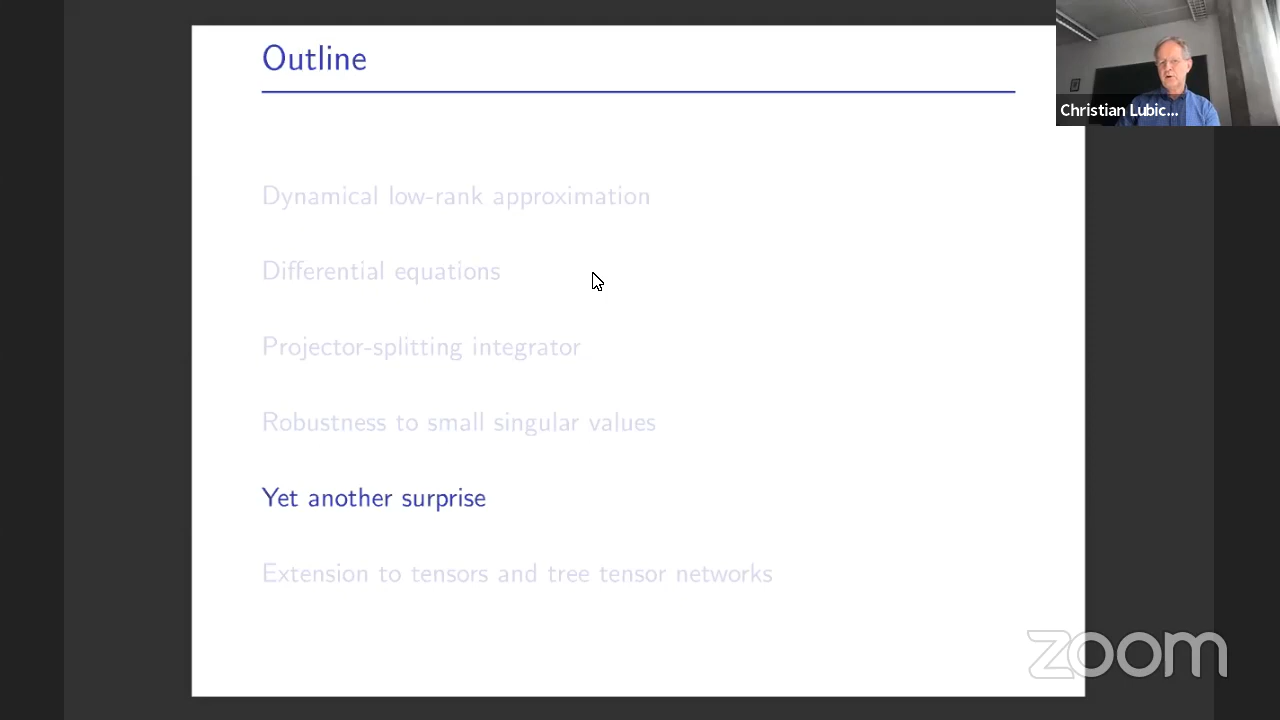 Outline
Christian Lubic...
Dynamical low-rank approximation
Differential equations
Projector-splitting integrator
Robustness to small singular values
Yet another surprise
Extension to tensors and tree tensor networks
zoom